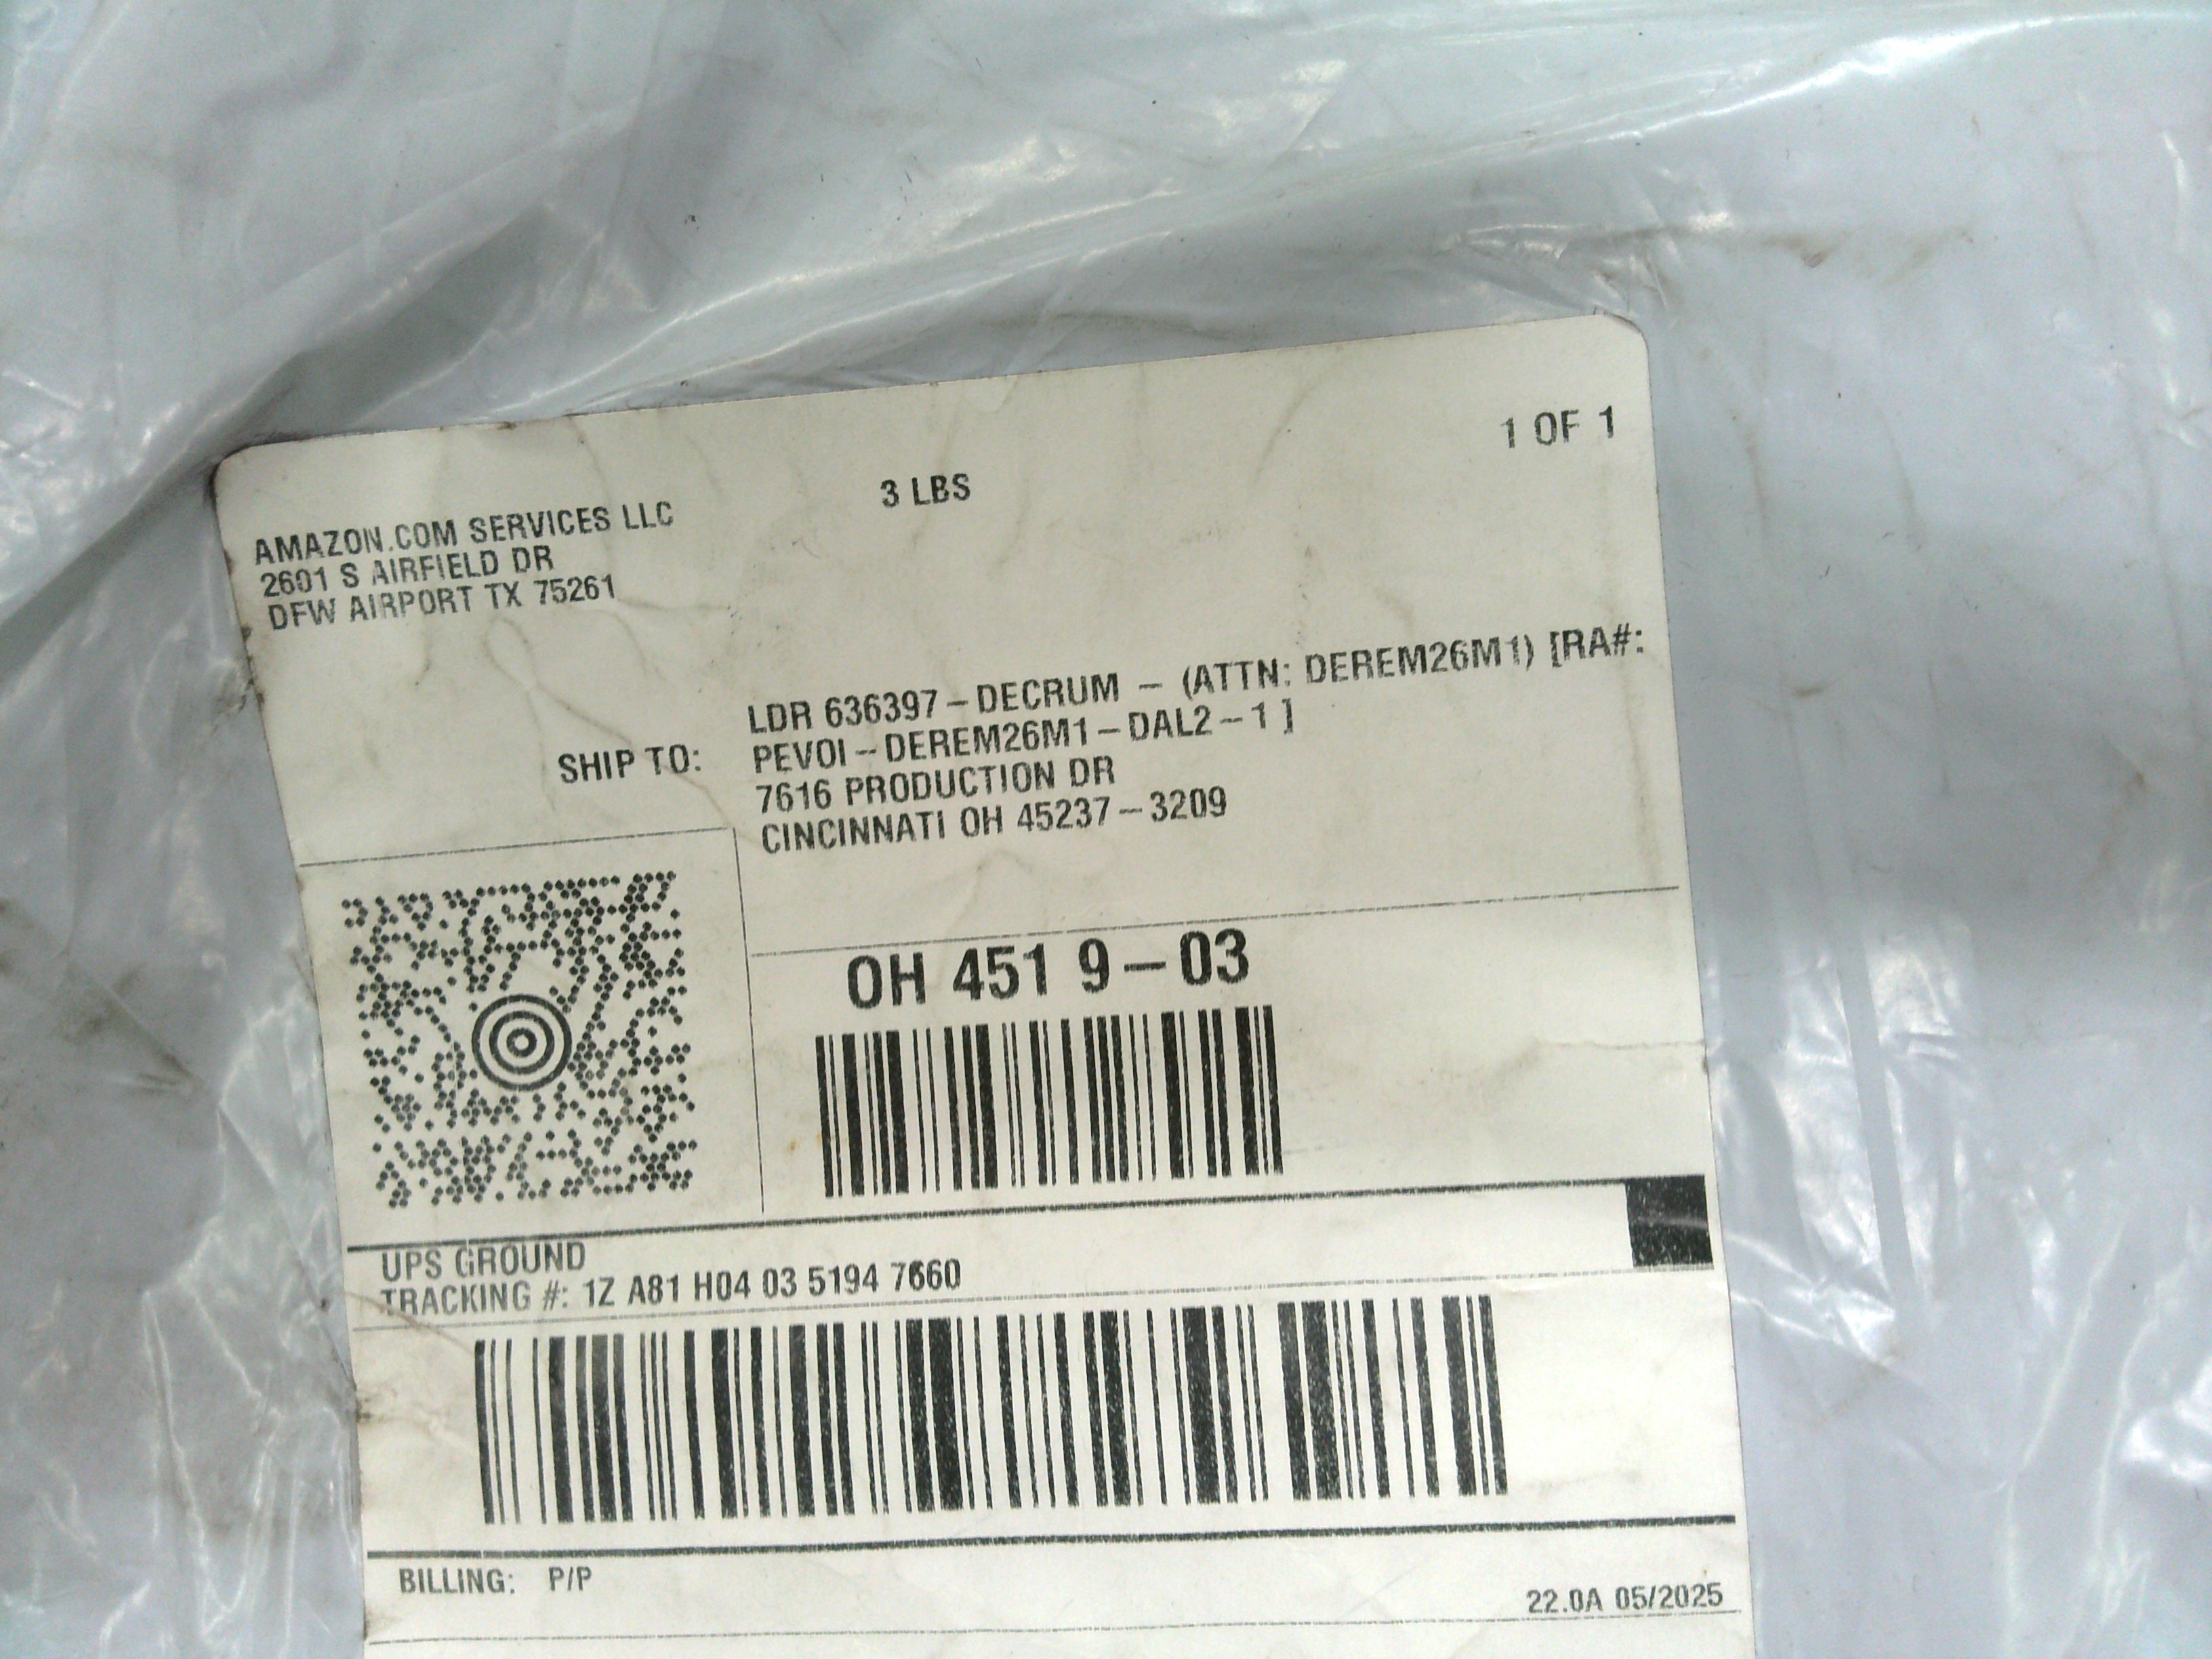 1 OF 1
3 LBS
AMAZON.COM SERVICES LLC
2601 S AIRFIELD DR
DFW AIRPORT TX 75261
SHIP TO:
LDR 636397-DECRUM - (ATTN: DEREM26M1) [RA#:
PEVOI-DEREM26M1-DAL2-1 ]
7616 PRODUCTION DR
CINCINNATI OH 45237-3209
OH 451 9-03
UPS GROUND
TRACKING #: 1Z A81 H04 03 5194 7660
BILLING: P/P
22.0A 05/2025